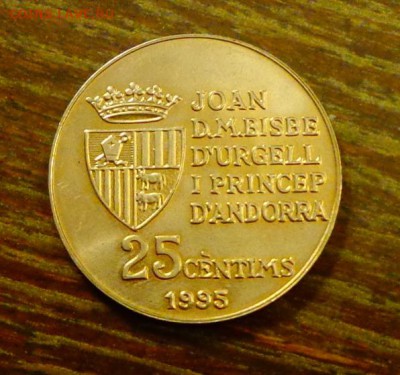 JOAN
D.M.BISBE
D'URGELL
I PRINCEP
D'ANDORRA
25 CÈNTIMS
1995